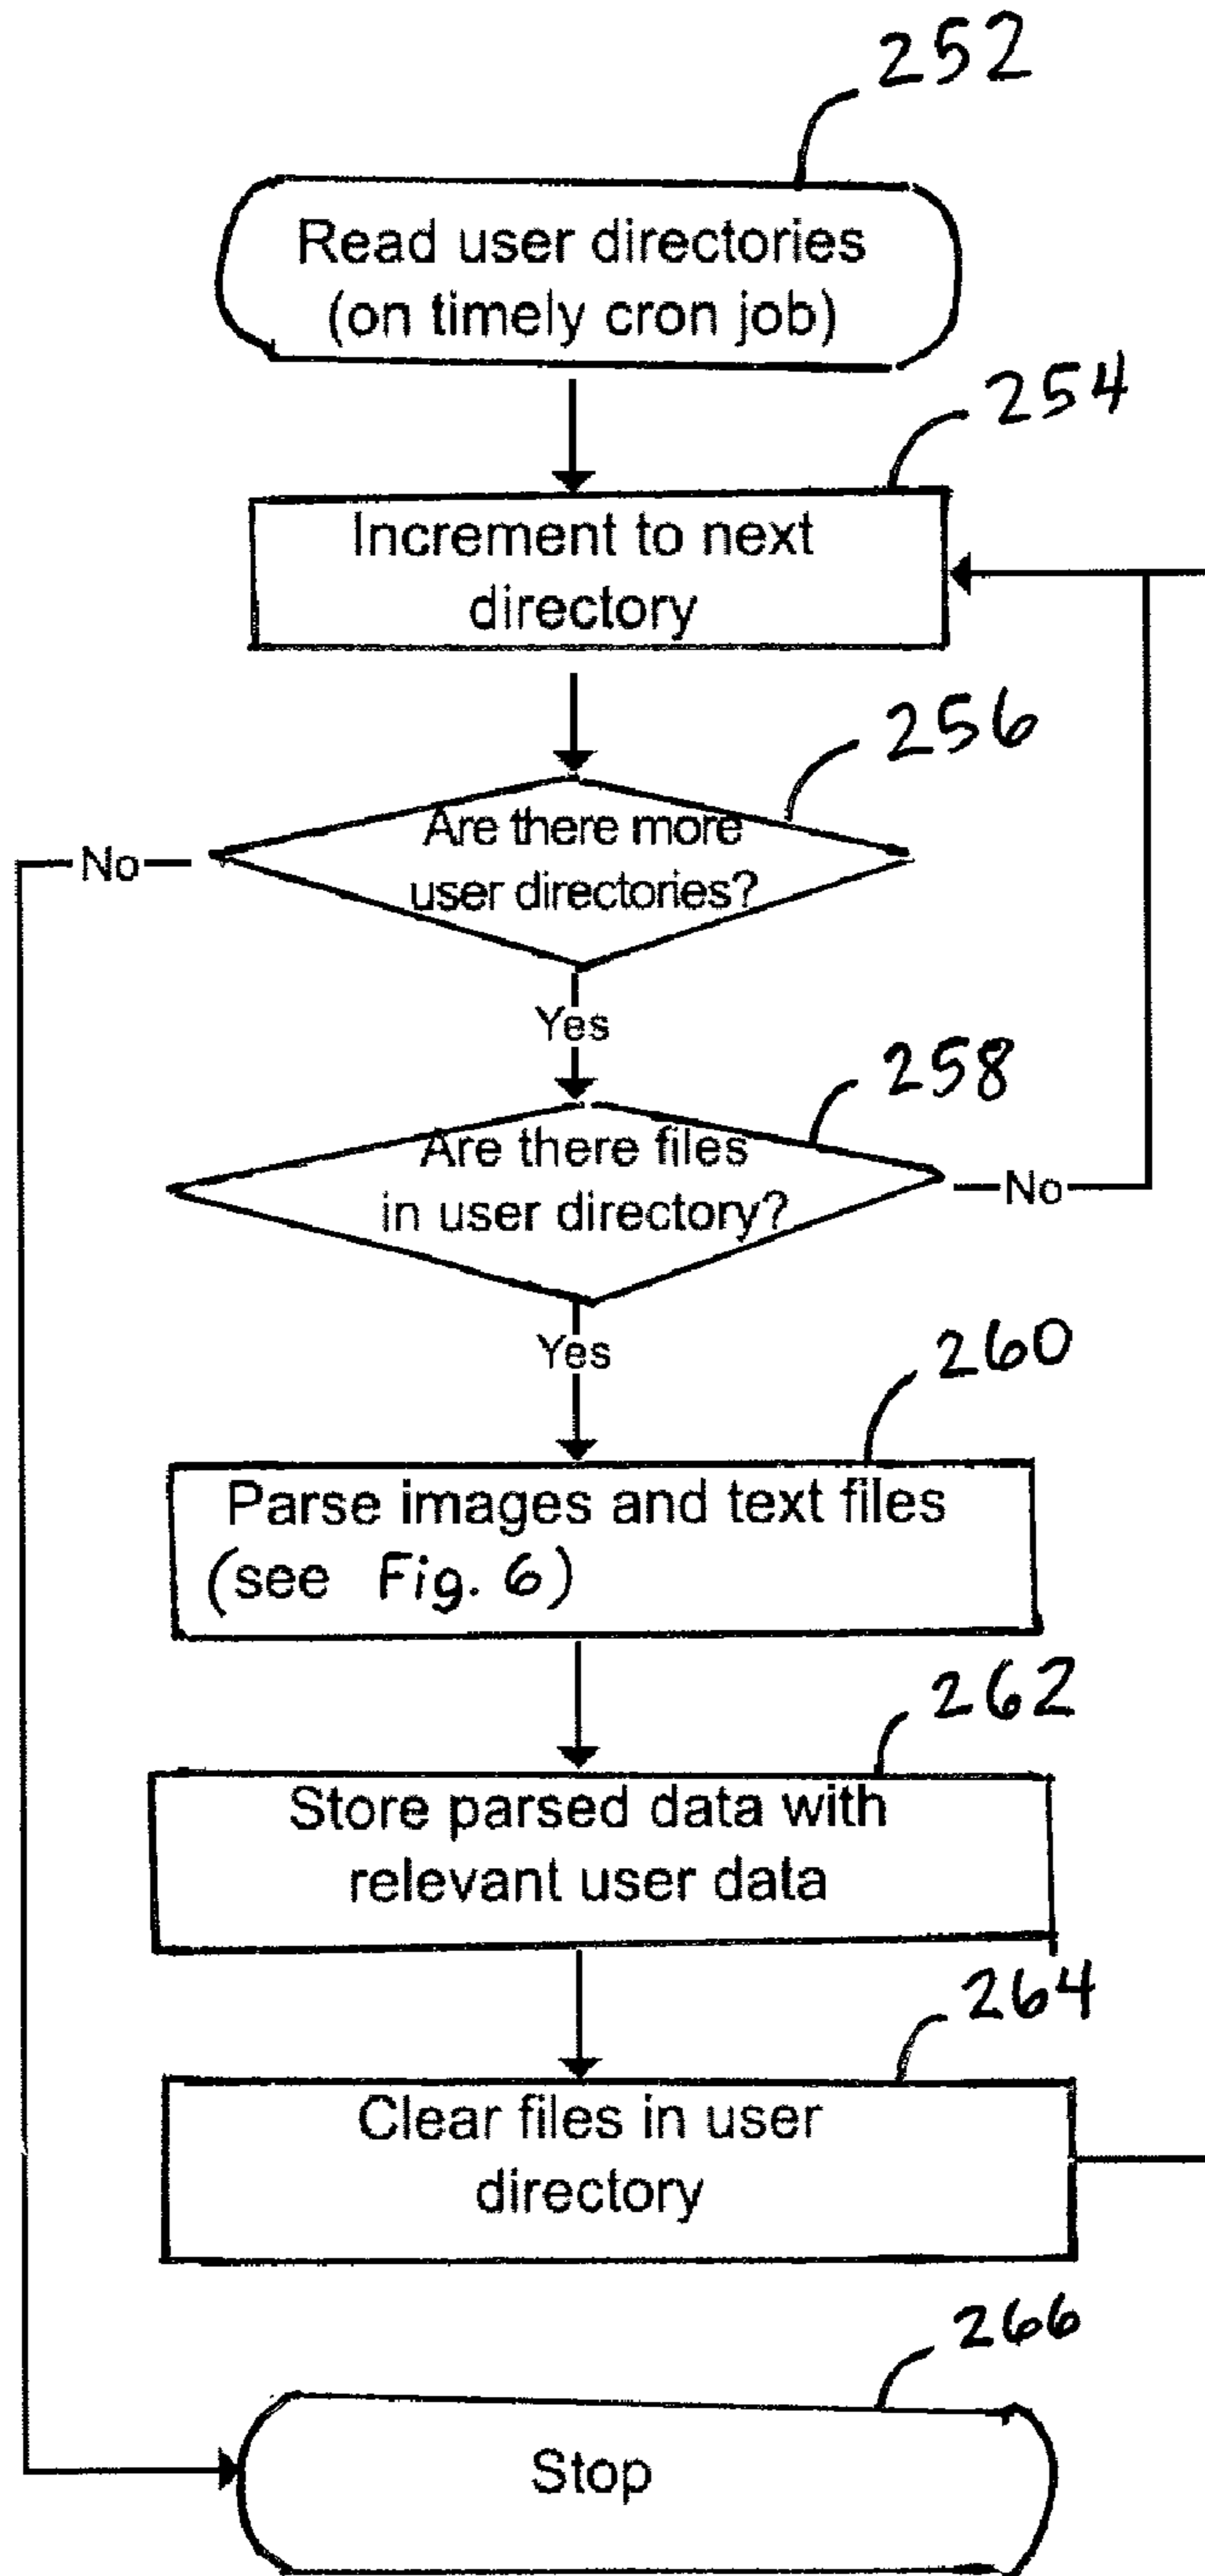 252
Read user directories
(on timely cron job)
254
Increment to next
directory
256
Are there more
user directories?
No
Yes
258
Are there files
in user directory?
No
Yes
260
Parse images and text files
(see Fig. 6)
262
Store parsed data with
relevant user data
264
Clear files in user
directory
266
Stop